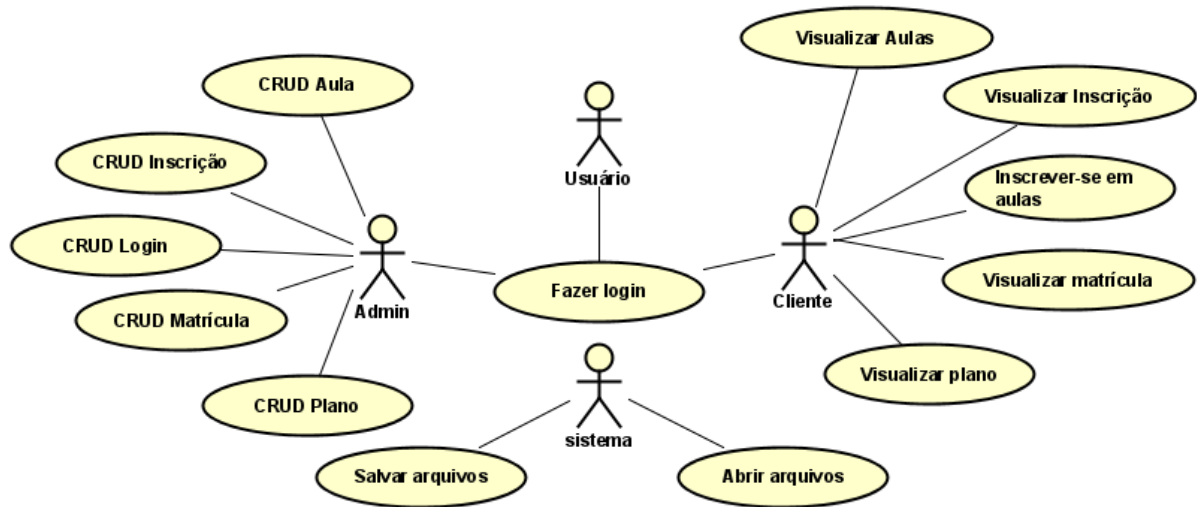 Visualizar Aulas
CRUD Aula
Visualizar Inscrição
Usuário
CRUD Inscrição
Inscrever-se em
aulas
CRUD Login
Visualizar matrícula
Fazer login
Cliente
Admin
CRUD Matrícula
Visualizar plano
CRUD Plano
sistema
Salvar arquivos
Abrir arquivos